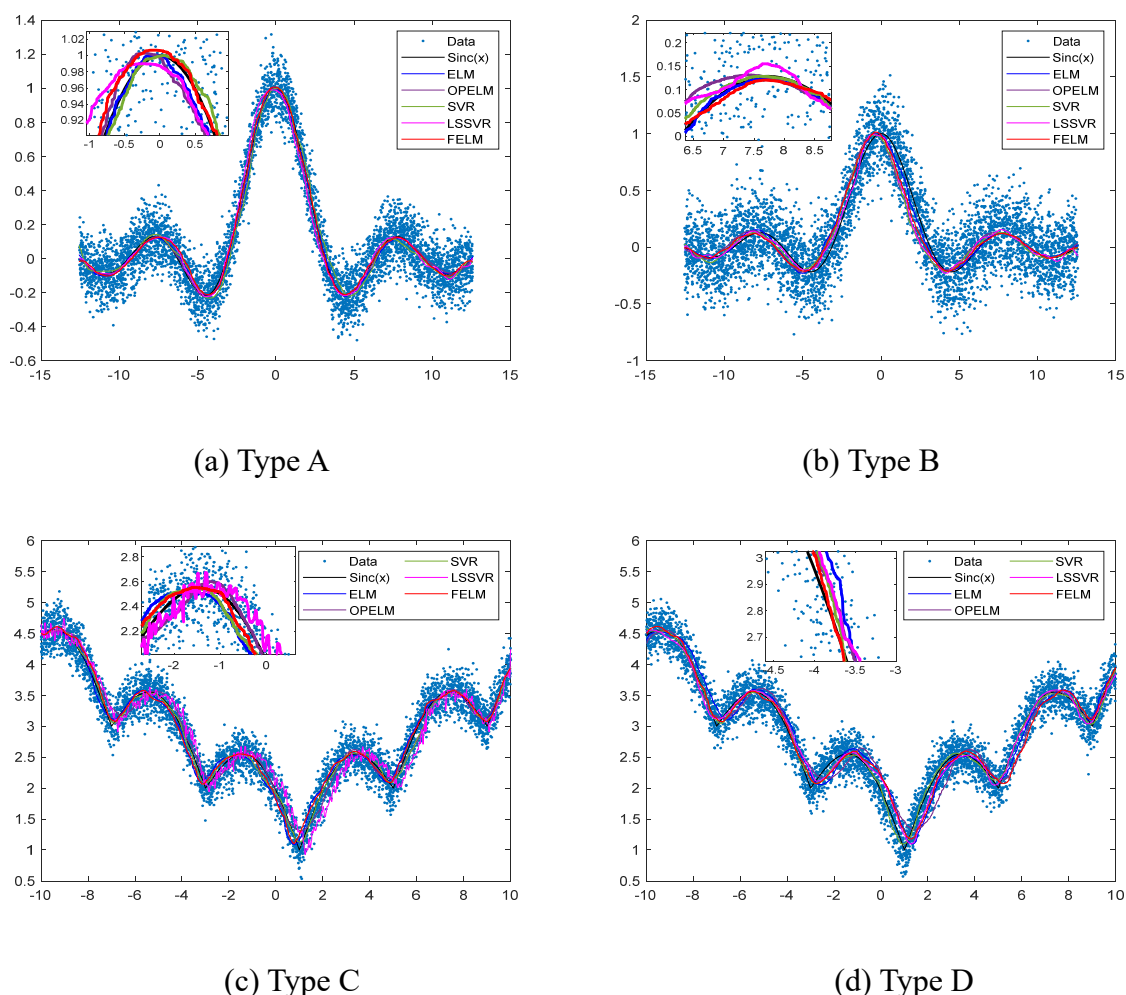 1.4
1.2
1
0.8
0.6
0.4
0.2
0
-0.2
-0.4
-0.6
-15 -10 -5 0 5 10 15
1.02
1
0.98
0.96
0.94
0.92
-1 -0.5 0 0.5
Data
Sinc(x)
ELM
OPELM
SVR
LSSVR
FELM
(a) Type A
2
1.5
1
0.5
0
-0.5
-1
-15 -10 -5 0 5 10 15
0.2
0.15
0.1
0.05
0
6.5 7 7.5 8 8.5
Data
Sinc(x)
ELM
OPELM
SVR
LSSVR
FELM
(b) Type B
6
5.5
5
4.5
4
3.5
3
2.5
2
1.5
1
0.5
-10 -8 -6 -4 -2 0 2 4 6 8 10
2.8
2.6
2.4
2.2
-2 -1 0
Data SVR
Sinc(x) LSSVR
ELM FELM
OPELM
(c) Type C
6
5.5
5
4.5
4
3.5
3
2.5
2
1.5
1
0.5
-10 -8 -6 -4 -2 0 2 4 6 8 10
3
2.9
2.8
2.7
-4.5 -4 -3.5 -3
Data SVR
Sinc(x) LSSVR
ELM FELM
OPELM
(d) Type D